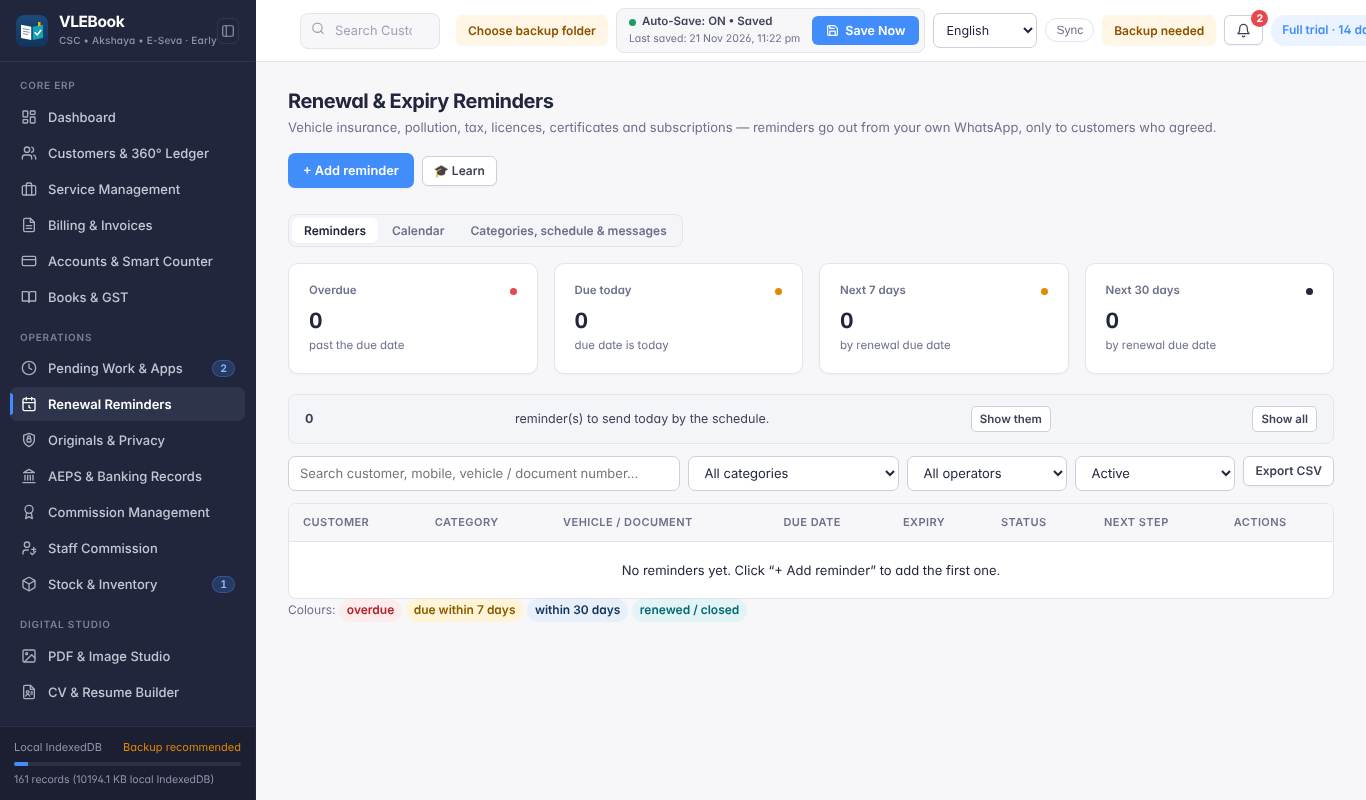 VLEBook
CSC • Akshaya • E-Seva • Early
CORE ERP
Dashboard
Customers & 360° Ledger
Service Management
Billing & Invoices
Accounts & Smart Counter
Books & GST
OPERATIONS
Pending Work & Apps 2
Renewal Reminders
Originals & Privacy
AEPS & Banking Records
Commission Management
Staff Commission
Stock & Inventory 1
DIGITAL STUDIO
PDF & Image Studio
CV & Resume Builder
Local IndexedDB Backup recommended
161 records (10194.1 KB local IndexedDB)
Search Custo
Choose backup folder
Auto-Save: ON • Saved
Last saved: 21 Nov 2026, 11:22 pm
Save Now
English
Sync
Backup needed
2
Full trial · 14 da
Renewal & Expiry Reminders
Vehicle insurance, pollution, tax, licences, certificates and subscriptions — reminders go out from your own WhatsApp, only to customers who agreed.
+ Add reminder 🎓 Learn
Reminders Calendar Categories, schedule & messages
Overdue
0
past the due date
Due today
0
due date is today
Next 7 days
0
by renewal due date
Next 30 days
0
by renewal due date
0 reminder(s) to send today by the schedule. Show them Show all
Search customer, mobile, vehicle / document number... All categories All operators Active Export CSV
CUSTOMER CATEGORY VEHICLE / DOCUMENT DUE DATE EXPIRY STATUS NEXT STEP ACTIONS
No reminders yet. Click “+ Add reminder” to add the first one.
Colours: overdue due within 7 days within 30 days renewed / closed